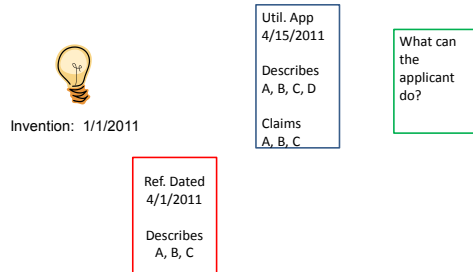 Invention: 1/1/2011
Ref. Dated
4/1/2011
Describes
A, B, C
Util. App
4/15/2011
Describes
A, B, C, D
Claims
A, B, C
What can
the
applicant
do?